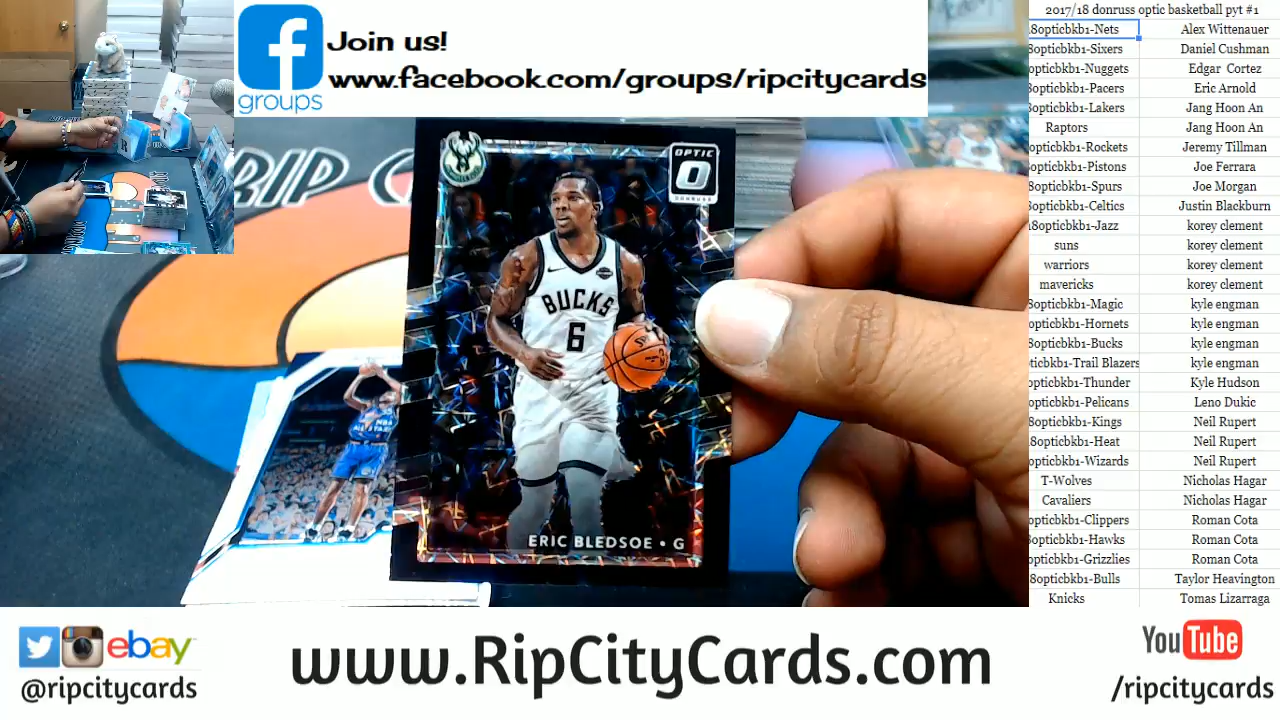 Join us!
www.facebook.com/groups/ripcitycards
groups
2017/18 donruss optic basketball pyt #1
8opticbkb1-Nets Alex Wittenauer
8opticbkb1-Sixers Daniel Cushman
opticbkb1-Nuggets Edgar Cortez
8opticbkb1-Pacers Eric Arnold
8opticbkb1-Lakers Jang Hoon An
Raptors Jang Hoon An
opticbkb1-Rockets Jeremy Tillman
opticbkb1-Pistons Joe Ferrara
8opticbkb1-Spurs Joe Morgan
8opticbkb1-Celtics Justin Blackburn
18opticbkb1-Jazz korey clement
suns korey clement
warriors korey clement
mavericks korey clement
8opticbkb1-Magic kyle engman
opticbkb1-Hornets kyle engman
8opticbkb1-Bucks kyle engman
ticbkb1-Trail Blazers kyle engman
opticbkb1-Thunder Kyle Hudson
opticbkb1-Pelicans Leno Dukic
8opticbkb1-Kings Neil Rupert
8opticbkb1-Heat Neil Rupert
opticbkb1-Wizards Neil Rupert
T-Wolves Nicholas Hagar
Cavaliers Nicholas Hagar
opticbkb1-Clippers Roman Cota
8opticbkb1-Hawks Roman Cota
opticbkb1-Grizzlies Roman Cota
8opticbkb1-Bulls Taylor Heavington
Knicks Tomas Lizarraga
RIP C
OPTIC
DONRUSS
BUCKS
6
ERIC BLEDSOE • G
ebay
@ripcitycards
www.RipCityCards.com
YouTube
/ripcitycards